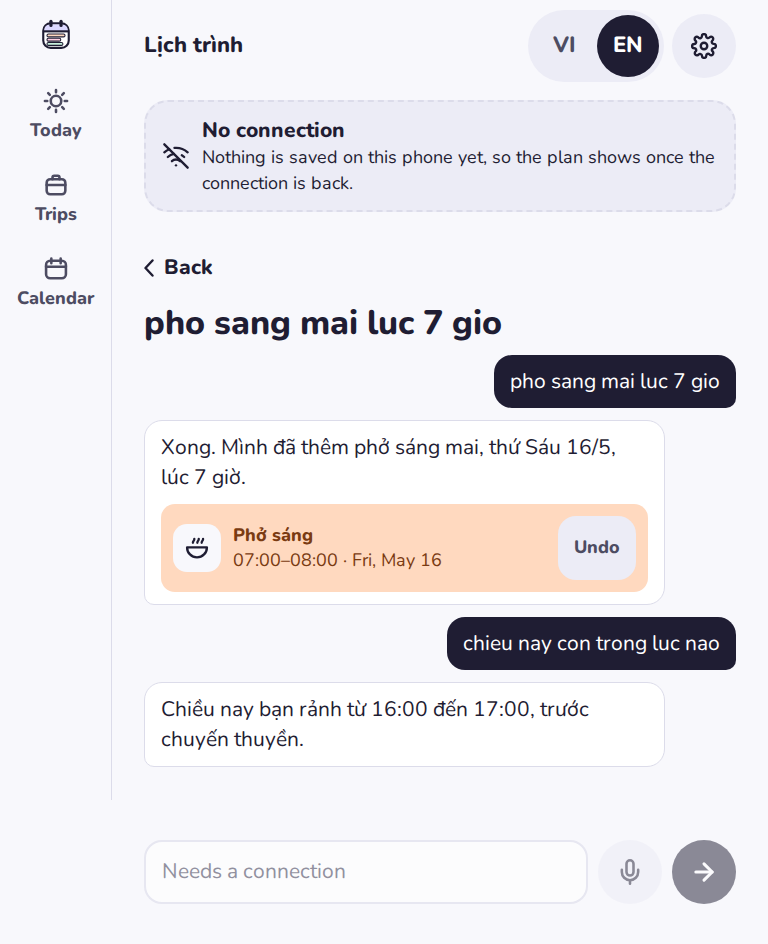 Lịch trình
VI
EN
Today
Trips
Calendar
No connection
Nothing is saved on this phone yet, so the plan shows once the
connection is back.
Back
pho sang mai luc 7 gio
pho sang mai luc 7 gio
Xong. Mình đã thêm phở sáng mai, thứ Sáu 16/5,
lúc 7 giờ.
Phở sáng
07:00–08:00 · Fri, May 16
Undo
chieu nay con trong luc nao
Chiều nay bạn rảnh từ 16:00 đến 17:00, trước
chuyến thuyền.
Needs a connection